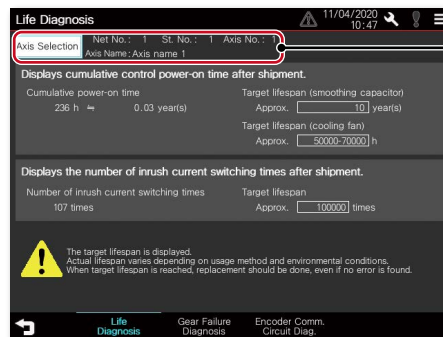 Life Diagnosis
11/04/2020
10:47
Axis Selection
Net No.: 1 St. No.: 1 Axis No.: 1
Axis Name: Axis name 1
Displays cumulative control power-on time after shipment.
Cumulative power-on time
236 h ≒ 0.03 year(s)
Target lifespan (smoothing capacitor)
Approx. 10 year(s)
Target lifespan (cooling fan)
Approx. 50000-70000 h
Displays the number of inrush current switching times after shipment.
Number of inrush current switching times
107 times
Target lifespan
Approx. 100000 times
The target lifespan is displayed.
Actual lifespan varies depending on usage method and environmental conditions.
When target lifespan is reached, replacement should be done, even if no error is found.
Life
Diagnosis
Gear Failure
Diagnosis
Encoder Comm.
Circuit Diag.